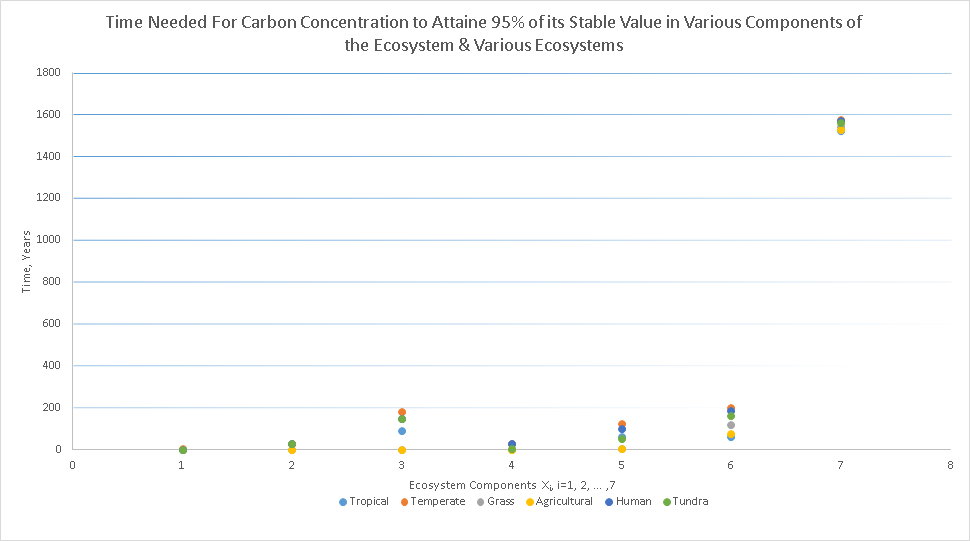 Time Needed For Carbon Concentration to Attaine 95% of its Stable Value in Various Components of
the Ecosystem & Various Ecosystems
1800
1600
1400
1200
1000
800
600
400
200
0
Time, Years
0 1 2 3 4 5 6 7 8
Ecosystem Components Xi, i=1, 2, ... ,7
Tropical Temperate Grass Agricultural Human Tundra